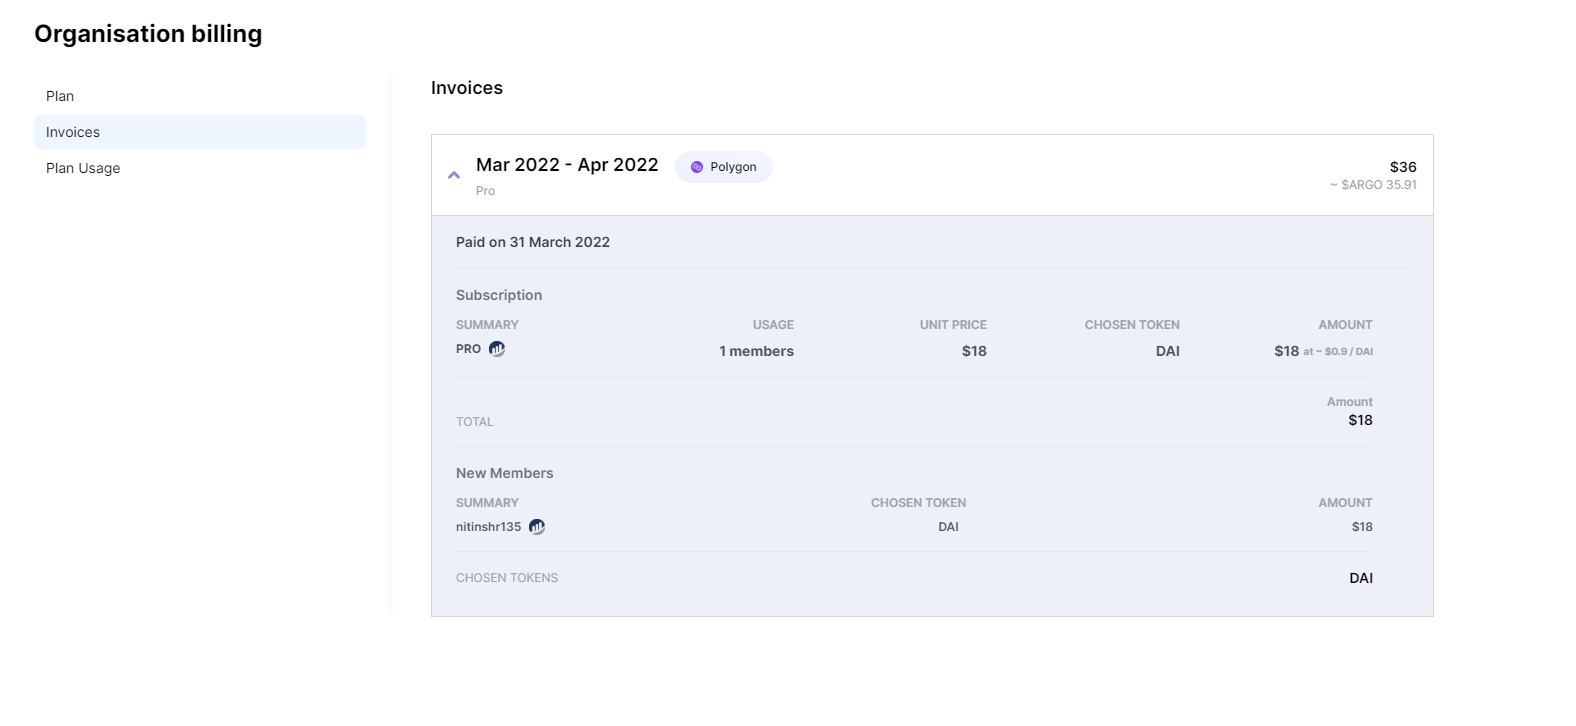 Organisation billing
Plan
Invoices
Plan Usage
Invoices
Mar 2022 - Apr 2022 Polygon $36
Pro ~ $ARGO 35.91
Paid on 31 March 2022
Subscription
SUMMARY USAGE UNIT PRICE CHOSEN TOKEN AMOUNT
PRO 1 members $18 DAI $18 at ~ $0.9 / DAI
Amount
TOTAL $18
New Members
SUMMARY CHOSEN TOKEN AMOUNT
nitinshr135 DAI $18
CHOSEN TOKENS DAI